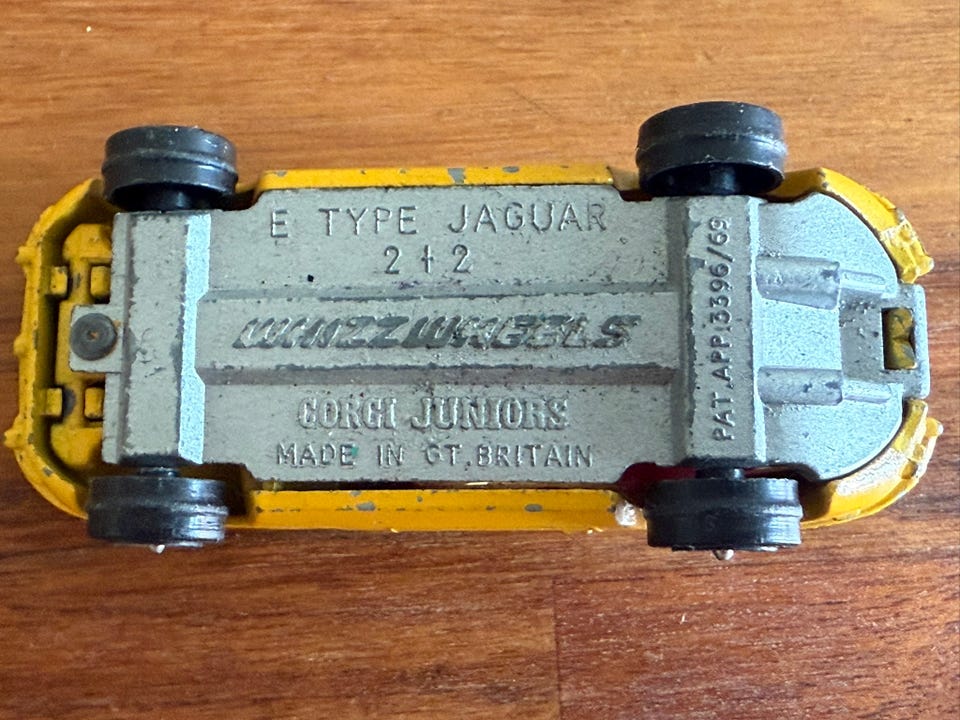 E TYPE JAGUAR
2+2
WHIZZWHEELS
CORGI JUNIORS
MADE IN GT. BRITAIN
PAT. APP. 3396/69